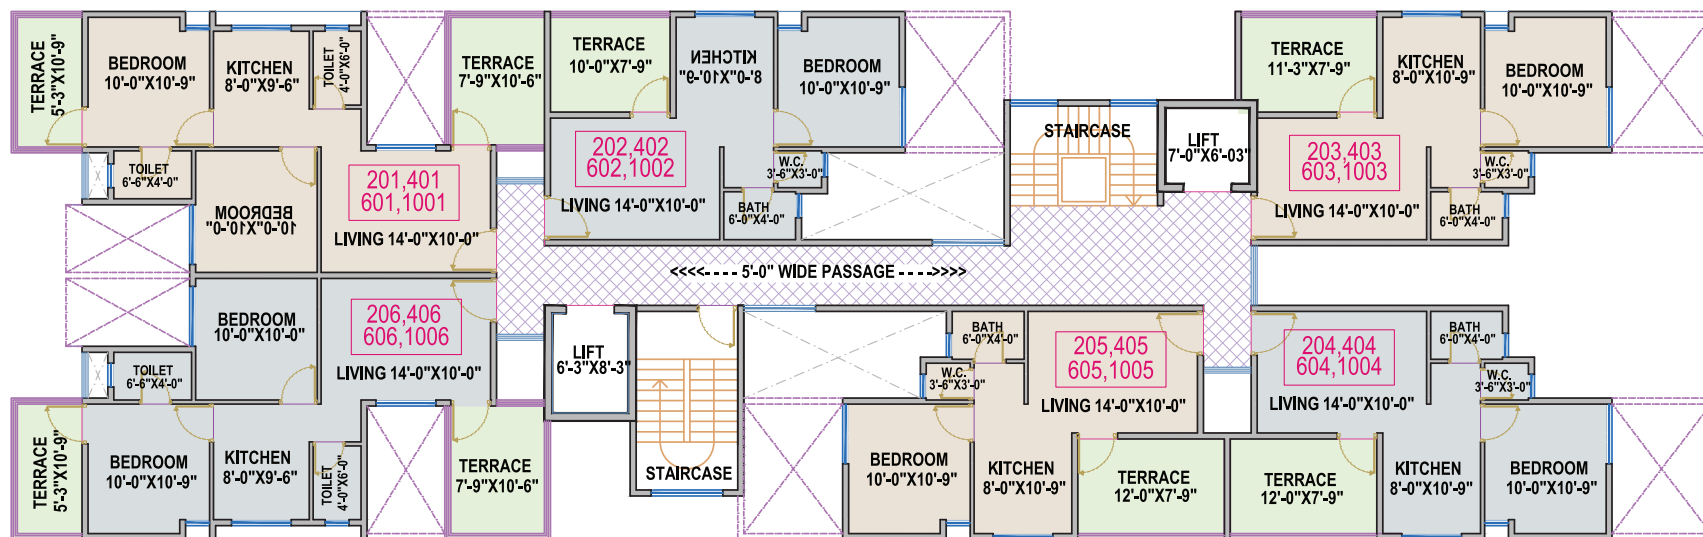 TERRACE
5'-3"X10'-9"
BEDROOM
10'-0"X10'-9"
KITCHEN
8'-0"X9'-6"
TOILET
4'-0"X6'-0"
TERRACE
7'-9"X10'-6"
TERRACE
10'-0"X7'-9"
KITCHEN
8'-0"X10'-9"
BEDROOM
10'-0"X10'-9"
TERRACE
11'-3"X7'-9"
KITCHEN
8'-0"X10'-9"
BEDROOM
10'-0"X10'-9"
TOILET
6'-6"X4'-0"
BEDROOM
10'-0"X10'-0"
201,401
601,1001
LIVING 14'-0"X10'-0"
202,402
602,1002
LIVING 14'-0"X10'-0"
W.C.
3'-6"X3'-0"
BATH
6'-0"X4'-0"
STAIRCASE
LIFT
7'-0"X6'-03"
203,403
603,1003
LIVING 14'-0"X10'-0"
W.C.
3'-6"X3'-0"
BATH
6'-0"X4'-0"
<<<<---- 5'-0" WIDE PASSAGE ---->>>>
BEDROOM
10'-0"X10'-0"
206,406
606,1006
LIVING 14'-0"X10'-0"
TOILET
6'-6"X4'-0"
LIFT
6'-3"X8'-3"
BATH
6'-0"X4'-0"
W.C.
3'-6"X3'-0"
205,405
605,1005
LIVING 14'-0"X10'-0"
204,404
604,1004
LIVING 14'-0"X10'-0"
BATH
6'-0"X4'-0"
W.C.
3'-6"X3'-0"
TERRACE
5'-3"X10'-9"
BEDROOM
10'-0"X10'-9"
KITCHEN
8'-0"X9'-6"
TOILET
4'-0"X6'-0"
TERRACE
7'-9"X10'-6"
STAIRCASE
BEDROOM
10'-0"X10'-9"
KITCHEN
8'-0"X10'-9"
TERRACE
12'-0"X7'-9"
TERRACE
12'-0"X7'-9"
KITCHEN
8'-0"X10'-9"
BEDROOM
10'-0"X10'-9"